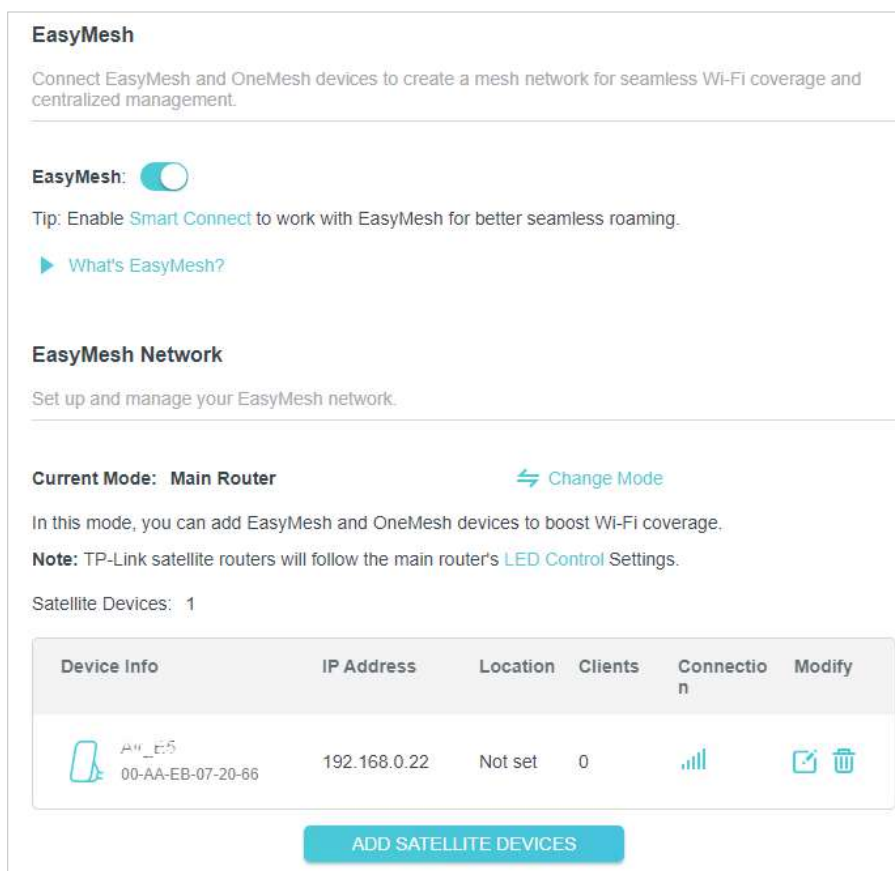 EasyMesh
Connect EasyMesh and OneMesh devices to create a mesh network for seamless Wi-Fi coverage and
centralized management.
EasyMesh:
Tip: Enable Smart Connect to work with EasyMesh for better seamless roaming.
What's EasyMesh?
EasyMesh Network
Set up and manage your EasyMesh network.
Current Mode: Main Router Change Mode
In this mode, you can add EasyMesh and OneMesh devices to boost Wi-Fi coverage.
Note: TP-Link satellite routers will follow the main router's LED Control Settings.
Satellite Devices: 1
Device Info IP Address Location Clients Connectio Modify
n
192.168.0.22 Not set 0
00-AA-EB-07-20-66
ADD SATELLITE DEVICES